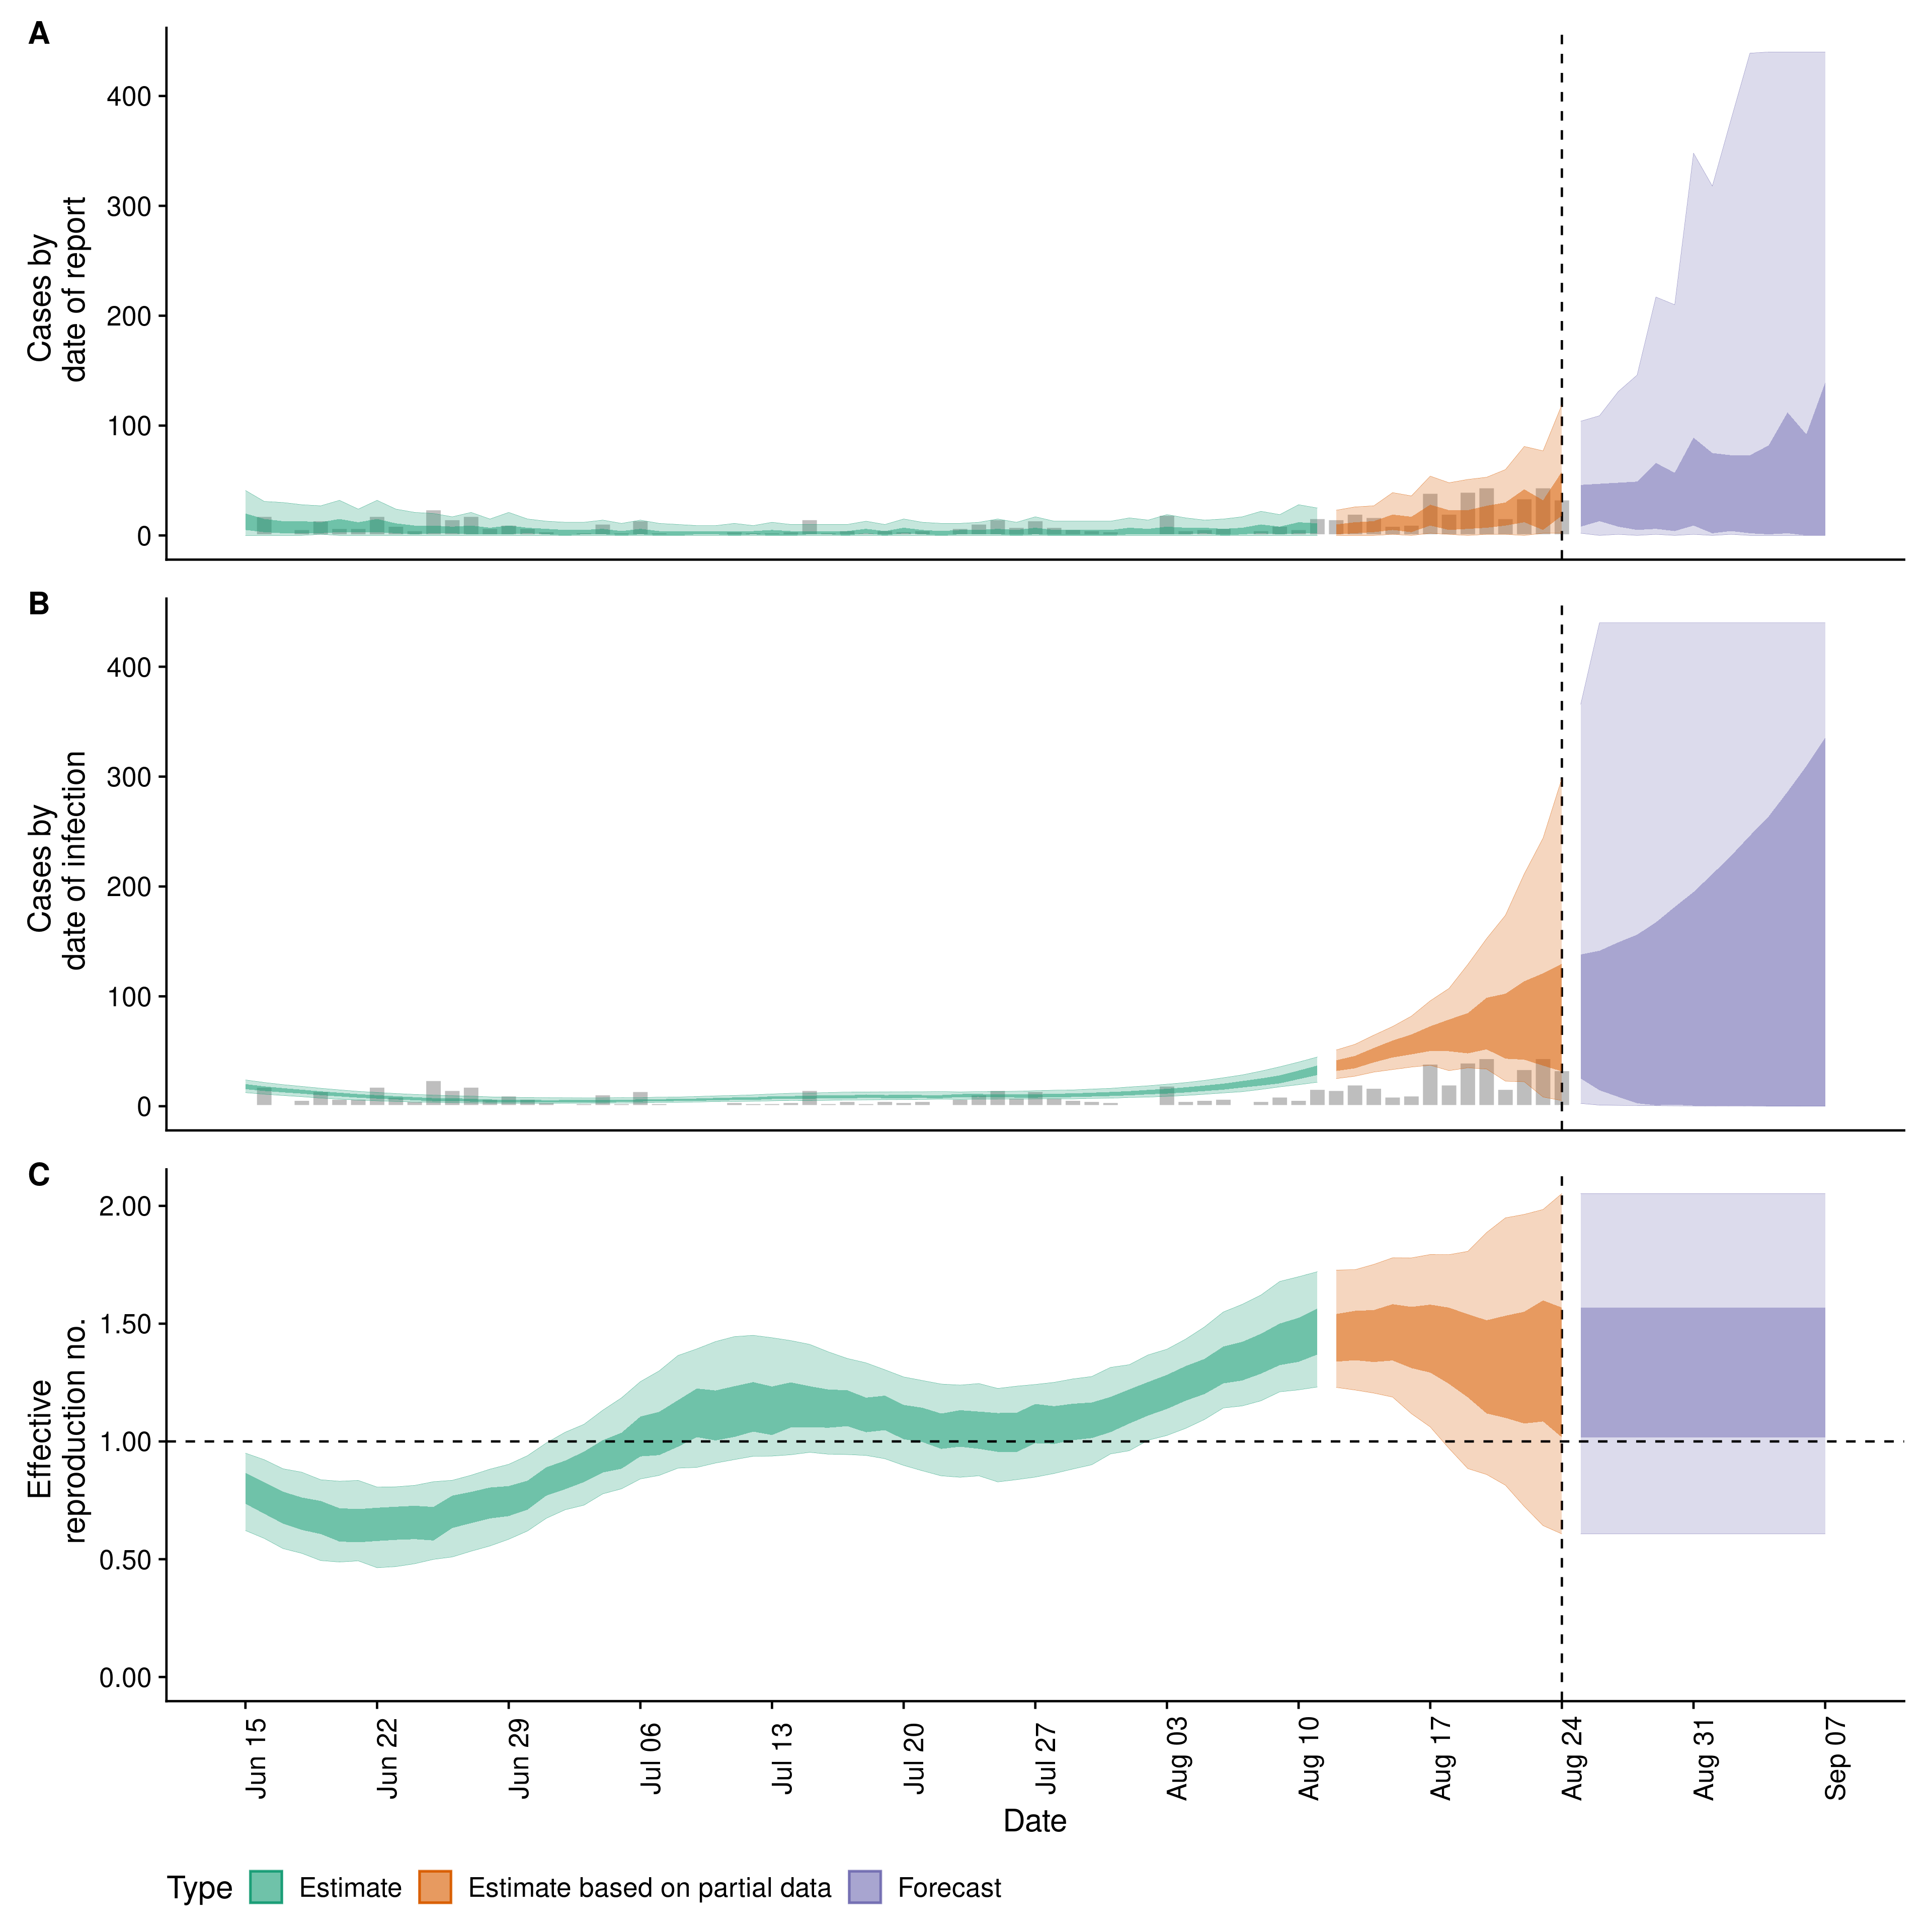 A
Cases by
date of report
400
300
200
100
0
B
Cases by
date of infection
400
300
200
100
0
C
Effective
reproduction no.
2.00
1.50
1.00
0.50
0.00
Jun 15
Jun 22
Jun 29
Jul 06
Jul 13
Jul 20
Jul 27
Aug 03
Aug 10
Aug 17
Aug 24
Aug 31
Sep 07
Date
Type Estimate Estimate based on partial data Forecast